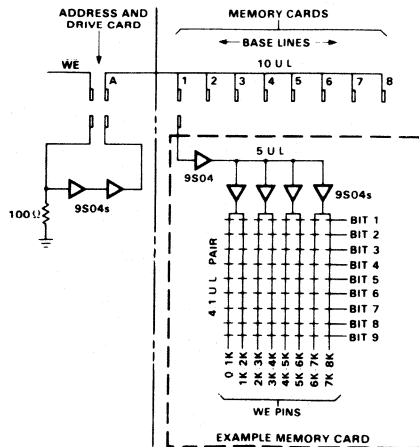 ADDRESS AND
DRIVE CARD
MEMORY CARDS
BASE LINES
WE
A
10 U L
1 2 3 4 5 6 7 8
9S04s
100 Ω
9S04
5 U L
9S04s
4.1 U L PAIR
BIT 1
BIT 2
BIT 3
BIT 4
BIT 5
BIT 6
BIT 7
BIT 8
BIT 9
0 1K
1K 2K
2K 3K
3K 4K
4K 5K
5K 6K
6K 7K
7K 8K
WE PINS
EXAMPLE MEMORY CARD